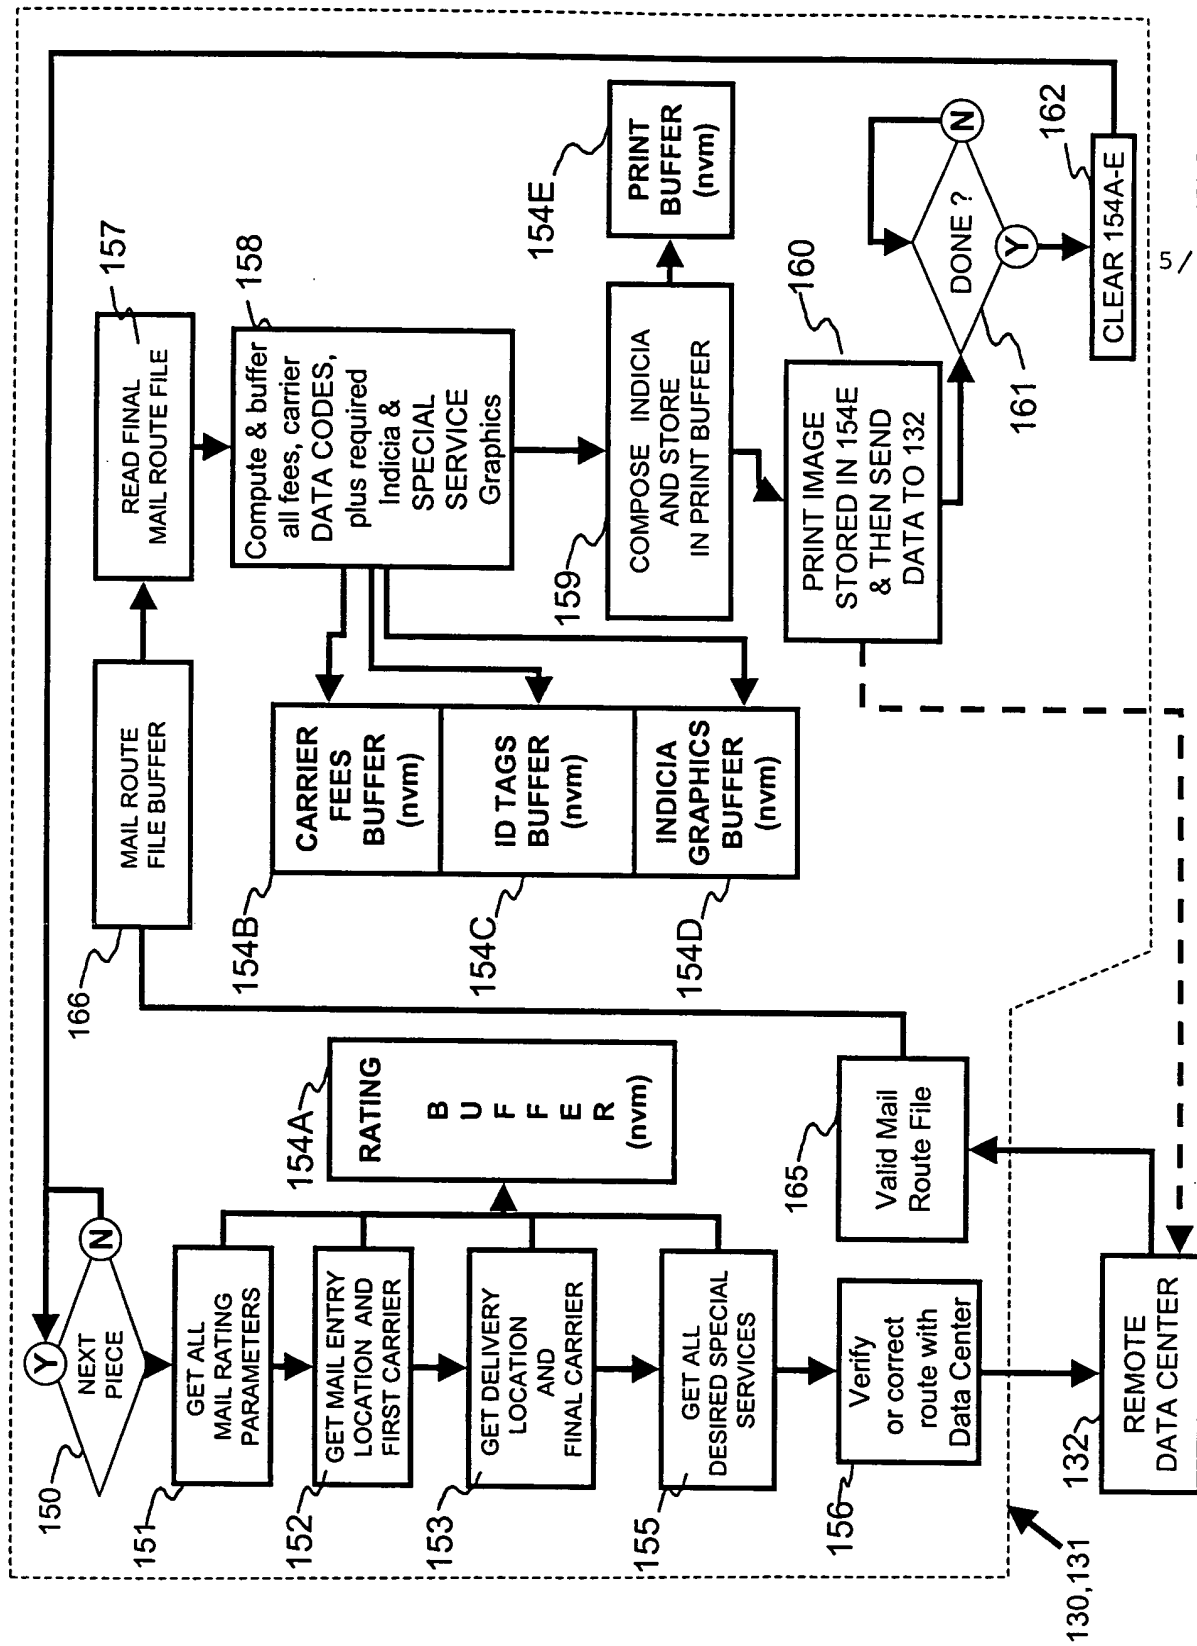 150
Y
N
NEXT
PIECE
151
GET ALL
MAIL RATING
PARAMETERS
152
GET MAIL ENTRY
LOCATION AND
FIRST CARRIER
153
GET DELIVERY
LOCATION
AND
FINAL CARRIER
155
GET ALL
DESIRED SPECIAL
SERVICES
156
Verify
or correct
route with
Data Center
130,131
132
REMOTE
DATA CENTER
154A
RATING
B
U
F
F
E
R
(nvm)
165
Valid Mail
Route File
166
MAIL ROUTE
FILE BUFFER
154B
CARRIER
FEES
BUFFER
(nvm)
154C
ID TAGS
BUFFER
(nvm)
154D
INDICIA
GRAPHICS
BUFFER
(nvm)
157
READ FINAL
MAIL ROUTE FILE
158
Compute & buffer
all fees, carrier
DATA CODES,
plus required
Indicia &
SPECIAL
SERVICE
Graphics
159
COMPOSE INDICIA
AND STORE
IN PRINT BUFFER
154E
PRINT
BUFFER
(nvm)
160
PRINT IMAGE
STORED IN 154E
& THEN SEND
DATA TO 132
161
DONE ?
N
Y
162
CLEAR 154A-E
5/